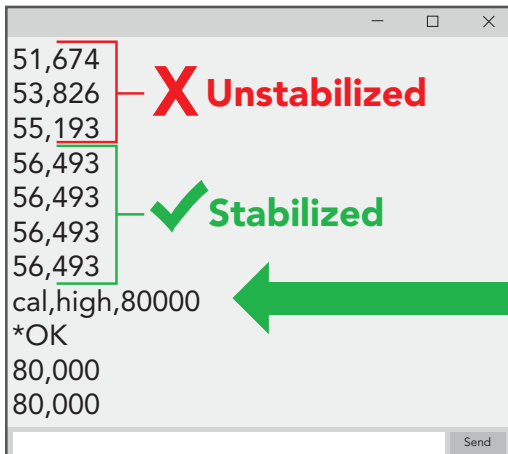 51,674
53,826
55,193
X Unstabilized
56,493
56,493
56,493
56,493
Stabilized
cal,high,80000
*OK
80,000
80,000
Send